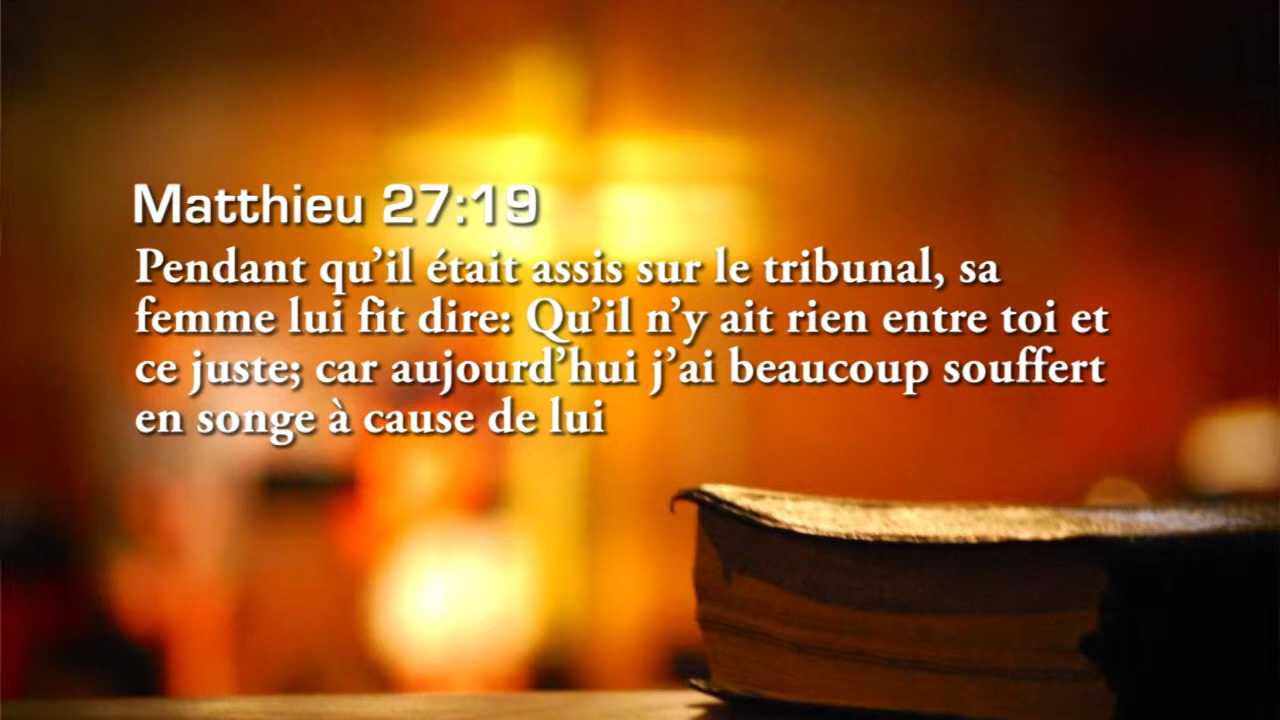 Matthieu 27:19
Pendant qu’il était assis sur le tribunal, sa
femme lui fit dire: Qu’il n’y ait rien entre toi et
ce juste; car aujourd’hui j’ai beaucoup souffert
en songe à cause de lui